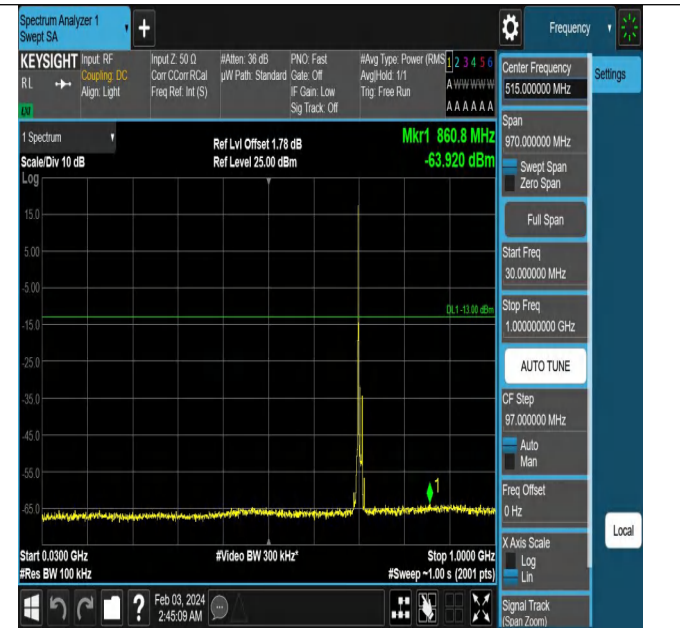 Spectrum Analyzer 1
Swept SA
+
Frequency
KEYSIGHT
RL
LXI
Input: RF
Coupling: DC
Align: Light
Input Z: 50 Ω
Corr CCorr RCal
Freq Ref: Int (S)
#Atten: 36 dB
µW Path: Standard
PNO: Fast
Gate: Off
IF Gain: Low
Sig Track: Off
#Avg Type: Power (RMS
Avg|Hold: 1/1
Trig: Free Run
1 2 3 4 5 6
A W W W W W
A A A A A A
1 Spectrum
Scale/Div 10 dB
Log
Ref Lvl Offset 1.78 dB
Ref Level 25.00 dBm
Mkr1 860.8 MHz
-63.920 dBm
15.0
5.00
-5.00
-15.0
-25.0
-35.0
-45.0
-55.0
-65.0
DL1 -13.00 dBm
1
Start 0.0300 GHz
#Res BW 100 kHz
#Video BW 300 kHz*
Stop 1.0000 GHz
#Sweep ~1.00 s (2001 pts)
Center Frequency
515.000000 MHz
Settings
Span
970.000000 MHz
Swept Span
Zero Span
Full Span
Start Freq
30.000000 MHz
Stop Freq
1.000000000 GHz
AUTO TUNE
CF Step
97.000000 MHz
Auto
Man
Freq Offset
0 Hz
X Axis Scale
Log
Lin
Local
Signal Track
(Span Zoom)
?
Feb 03, 2024
2:45:09 AM